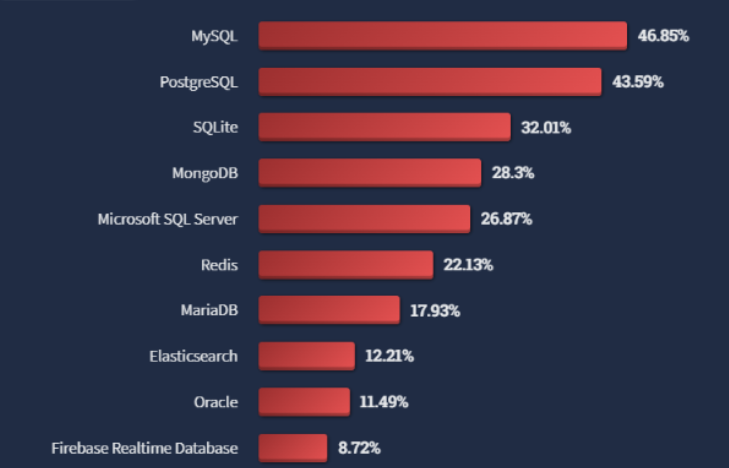 MySQL 46.85%
PostgreSQL 43.59%
SQLite 32.01%
MongoDB 28.3%
Microsoft SQL Server 26.87%
Redis 22.13%
MariaDB 17.93%
Elasticsearch 12.21%
Oracle 11.49%
Firebase Realtime Database 8.72%